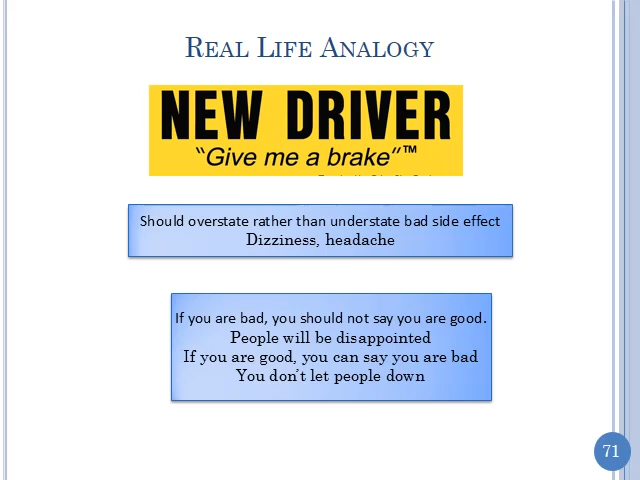 REAL LIFE ANALOGY
NEW DRIVER
“Give me a brake”™
Should overstate rather than understate bad side effect
Dizziness, headache
If you are bad, you should not say you are good.
People will be disappointed
If you are good, you can say you are bad
You don’t let people down
71